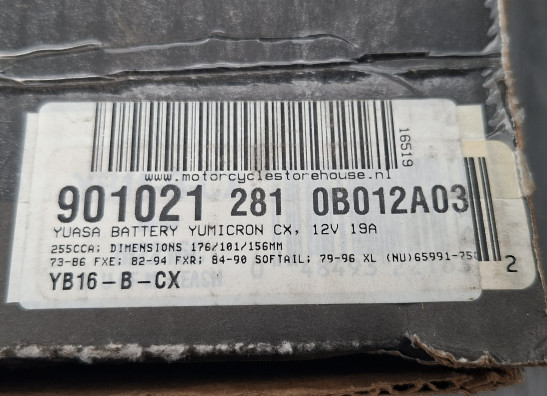 16519
www.motorcyclestorehouse.nl
901021 281 0B012A03
YUASA BATTERY YUMICRON CX, 12V 19A
255CCA; DIMENSIONS 176/101/156MM
73-86 FXE; 82-94 FXR; 84-90 SOFTAIL; 79-96 XL (NU)65991-75
2
YB16-B-CX